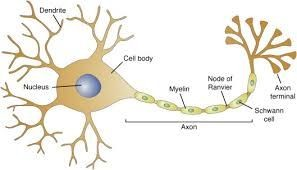 Dendrite
Cell body
Nucleus
Myelin
Node of
Ranvier
Axon
terminal
Schwann
cell
Axon